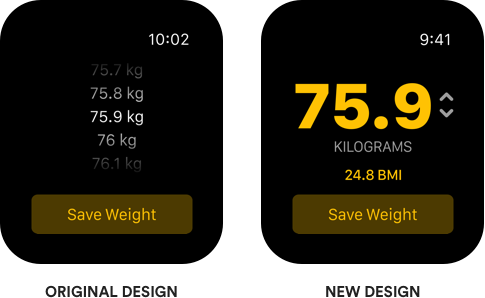 10:02
75.7 kg
75.8 kg
75.9 kg
76 kg
76.1 kg
Save Weight
ORIGINAL DESIGN
9:41
75.9
KILOGRAMS
24.8 BMI
Save Weight
NEW DESIGN